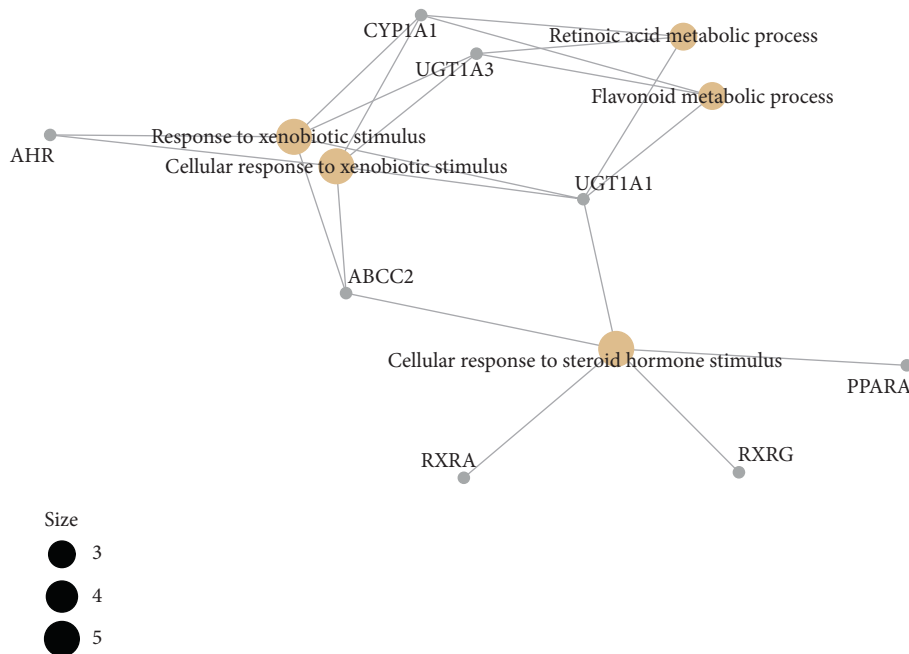 CYP1A1
Retinoic acid metabolic process
UGT1A3
Flavonoid metabolic process
Response to xenobiotic stimulus
AHR
Cellular response to xenobiotic stimulus
UGT1A1
ABCC2
Cellular response to steroid hormone stimulus
PPARA
RXRA
RXRG
Size
3
4
5